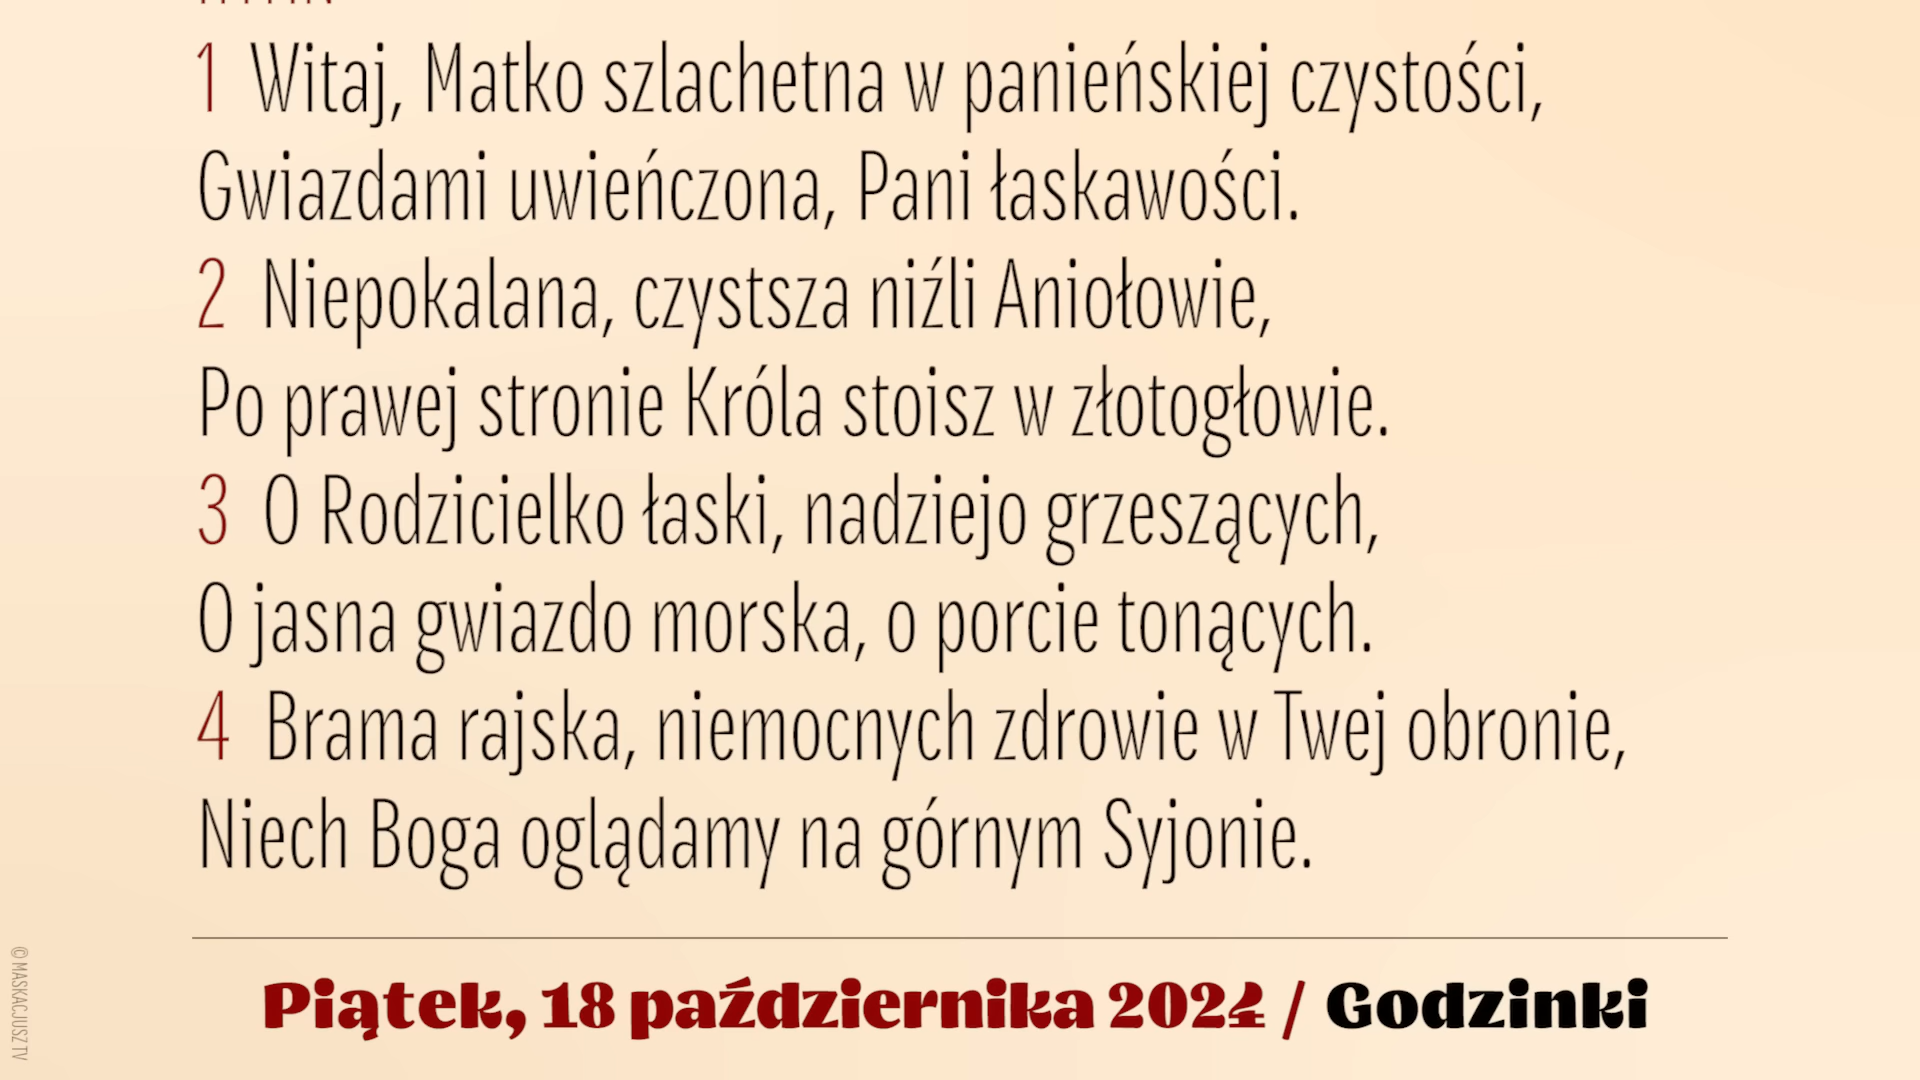 1 Witaj, Matko szlachetna w panieńskiej czystości,
Gwiazdami uwieńczona, Pani łaskawości.
2 Niepokalana, czystsza niźli Aniołowie,
Po prawej stronie Króla stoisz w złotogłowie.
3 O Rodzicielko łaski, nadziejo grzeszących,
O jasna gwiazdo morska, o porcie tonących.
4 Brama rajska, niemocnych zdrowie w Twej obronie,
Niech Boga oglądamy na górnym Syjonie.
Piątek, 18 października 2024 / Godzinki
© MASKACJUSZ TV